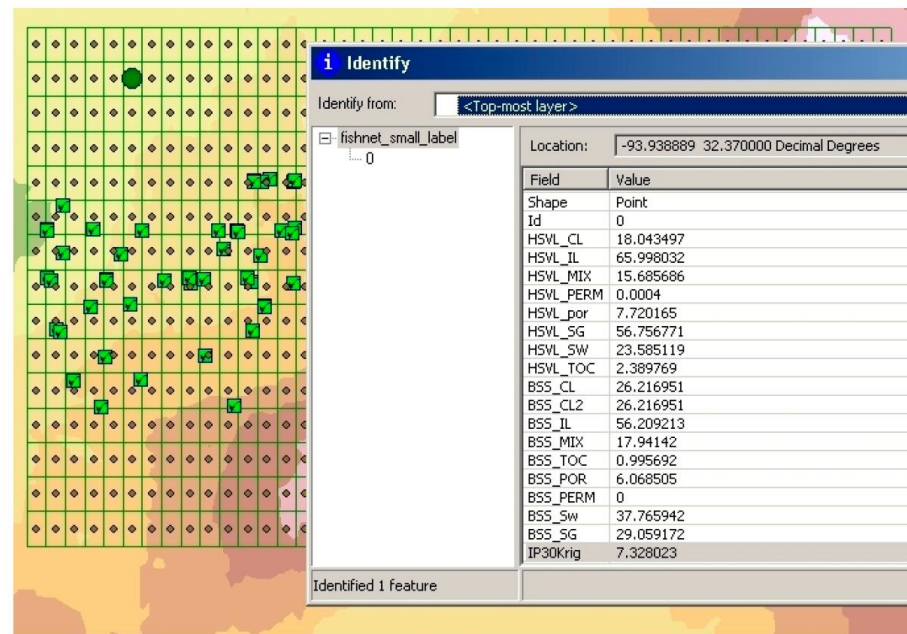 i Identify
Identify from: <Top-most layer>
fishnet_small_label
0
Location: -93.938889 32.370000 Decimal Degrees
Field Value
Shape Point
Id 0
HSVL_CL 18.043497
HSVL_IL 65.998032
HSVL_MIX 15.685686
HSVL_PERM 0.0004
HSVL_por 7.720165
HSVL_SG 56.756771
HSVL_SW 23.585119
HSVL_TOC 2.389769
BSS_CL 26.216951
BSS_CL2 26.216951
BSS_IL 56.209213
BSS_MIX 17.94142
BSS_TOC 0.995692
BSS_POR 6.068505
BSS_PERM 0
BSS_Sw 37.765942
BSS_SG 29.059172
IP30Krig 7.328023
Identified 1 feature